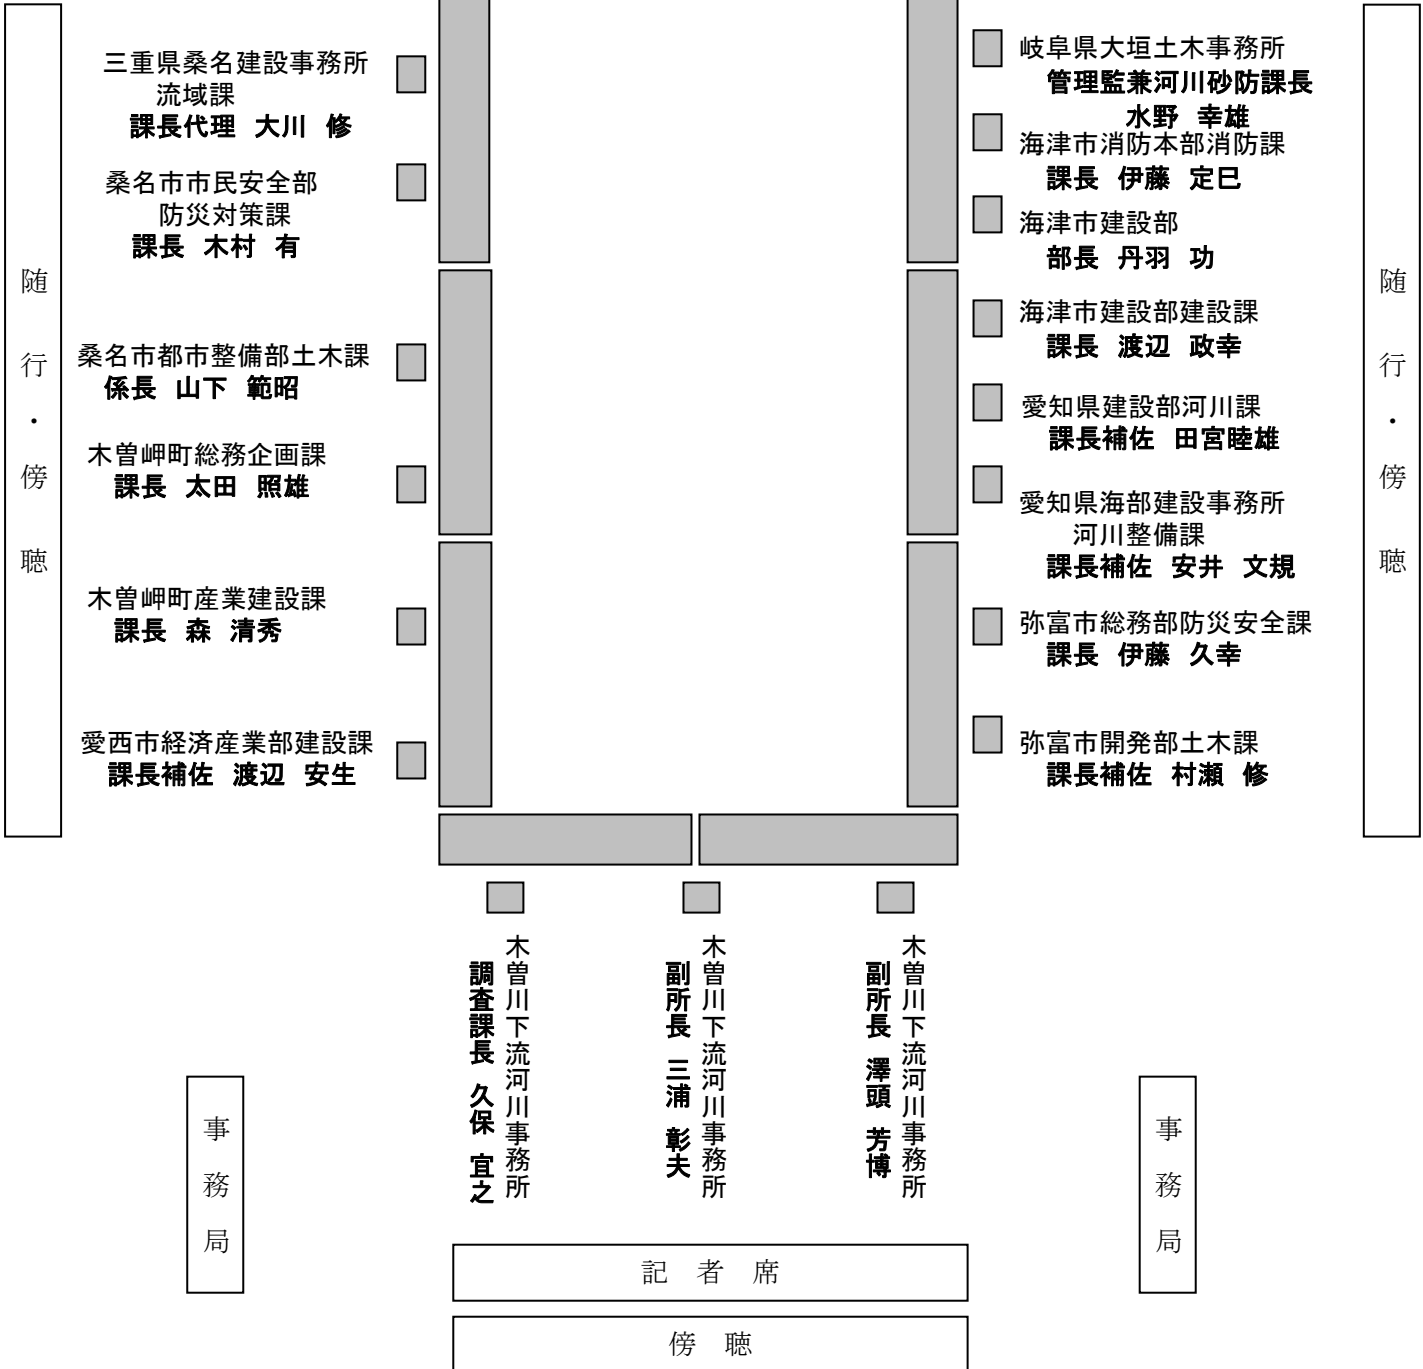 随行・傍聴
三重県桑名建設事務所
流域課
課長代理 大川 修
桑名市市民安全部
防災対策課
課長 木村 有
桑名市都市整備部土木課
係長 山下 範昭
木曽岬町総務企画課
課長 太田 照雄
木曽岬町産業建設課
課長 森 清秀
愛西市経済産業部建設課
課長補佐 渡辺 安生
岐阜県大垣土木事務所
管理監兼河川砂防課長
水野 幸雄
海津市消防本部消防課
課長 伊藤 定巳
海津市建設部
部長 丹羽 功
海津市建設部建設課
課長 渡辺 政幸
愛知県建設部河川課
課長補佐 田宮睦雄
愛知県海部建設事務所
河川整備課
課長補佐 安井 文規
弥富市総務部防災安全課
課長 伊藤 久幸
弥富市開発部土木課
課長補佐 村瀬 修
随行・傍聴
木曽川下流河川事務所
調査課長 久保 宜之
木曽川下流河川事務所
副所長 三浦 彰夫
木曽川下流河川事務所
副所長 澤頭 芳博
事務局
事務局
記者席
傍聴